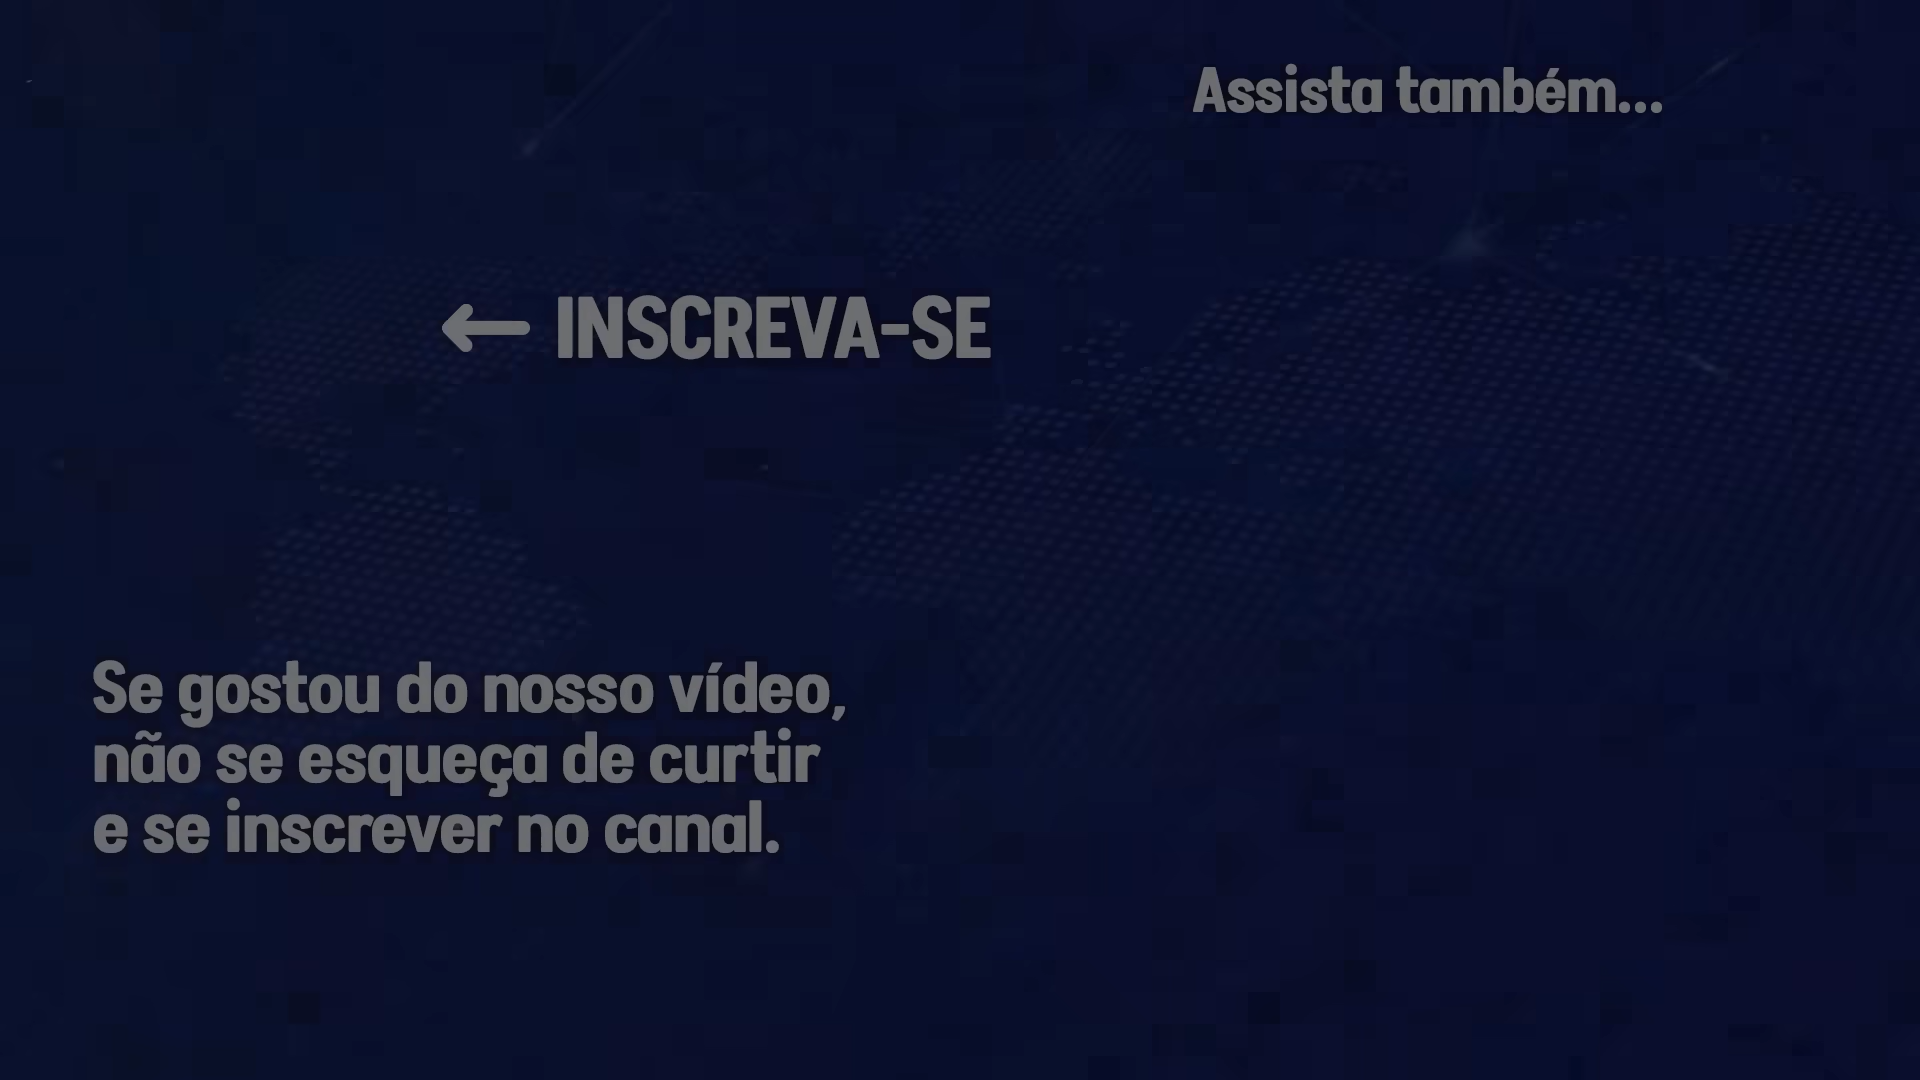 Assista também...
← INSCREVA-SE
Se gostou do nosso vídeo,
não se esqueça de curtir
e se inscrever no canal.